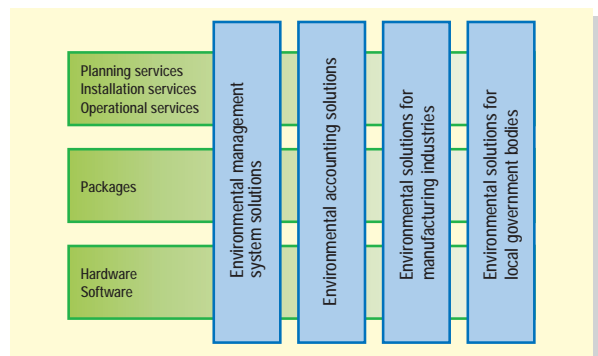 Planning services
Installation services
Operational services
Packages
Hardware
Software
Environmental management
system solutions
Environmental accounting solutions
Environmental solutions for
manufacturing industries
Environmental solutions for
local government bodies